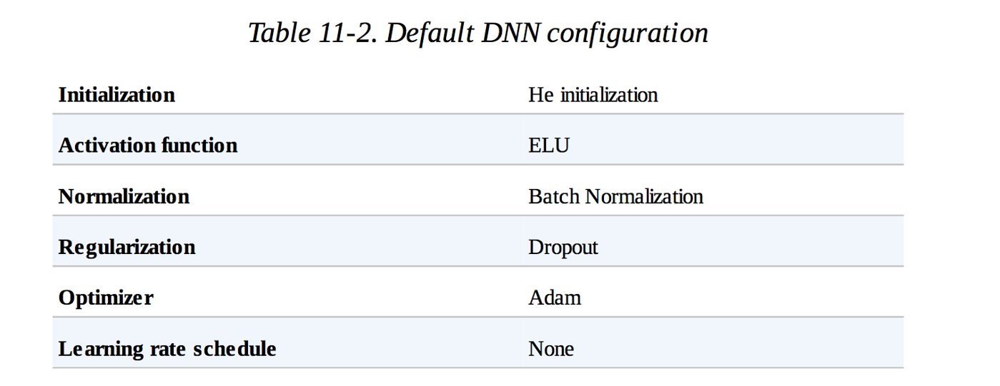 Table 11-2. Default DNN configuration
Initialization He initialization
Activation function ELU
Normalization Batch Normalization
Regularization Dropout
Optimizer Adam
Learning rate schedule None